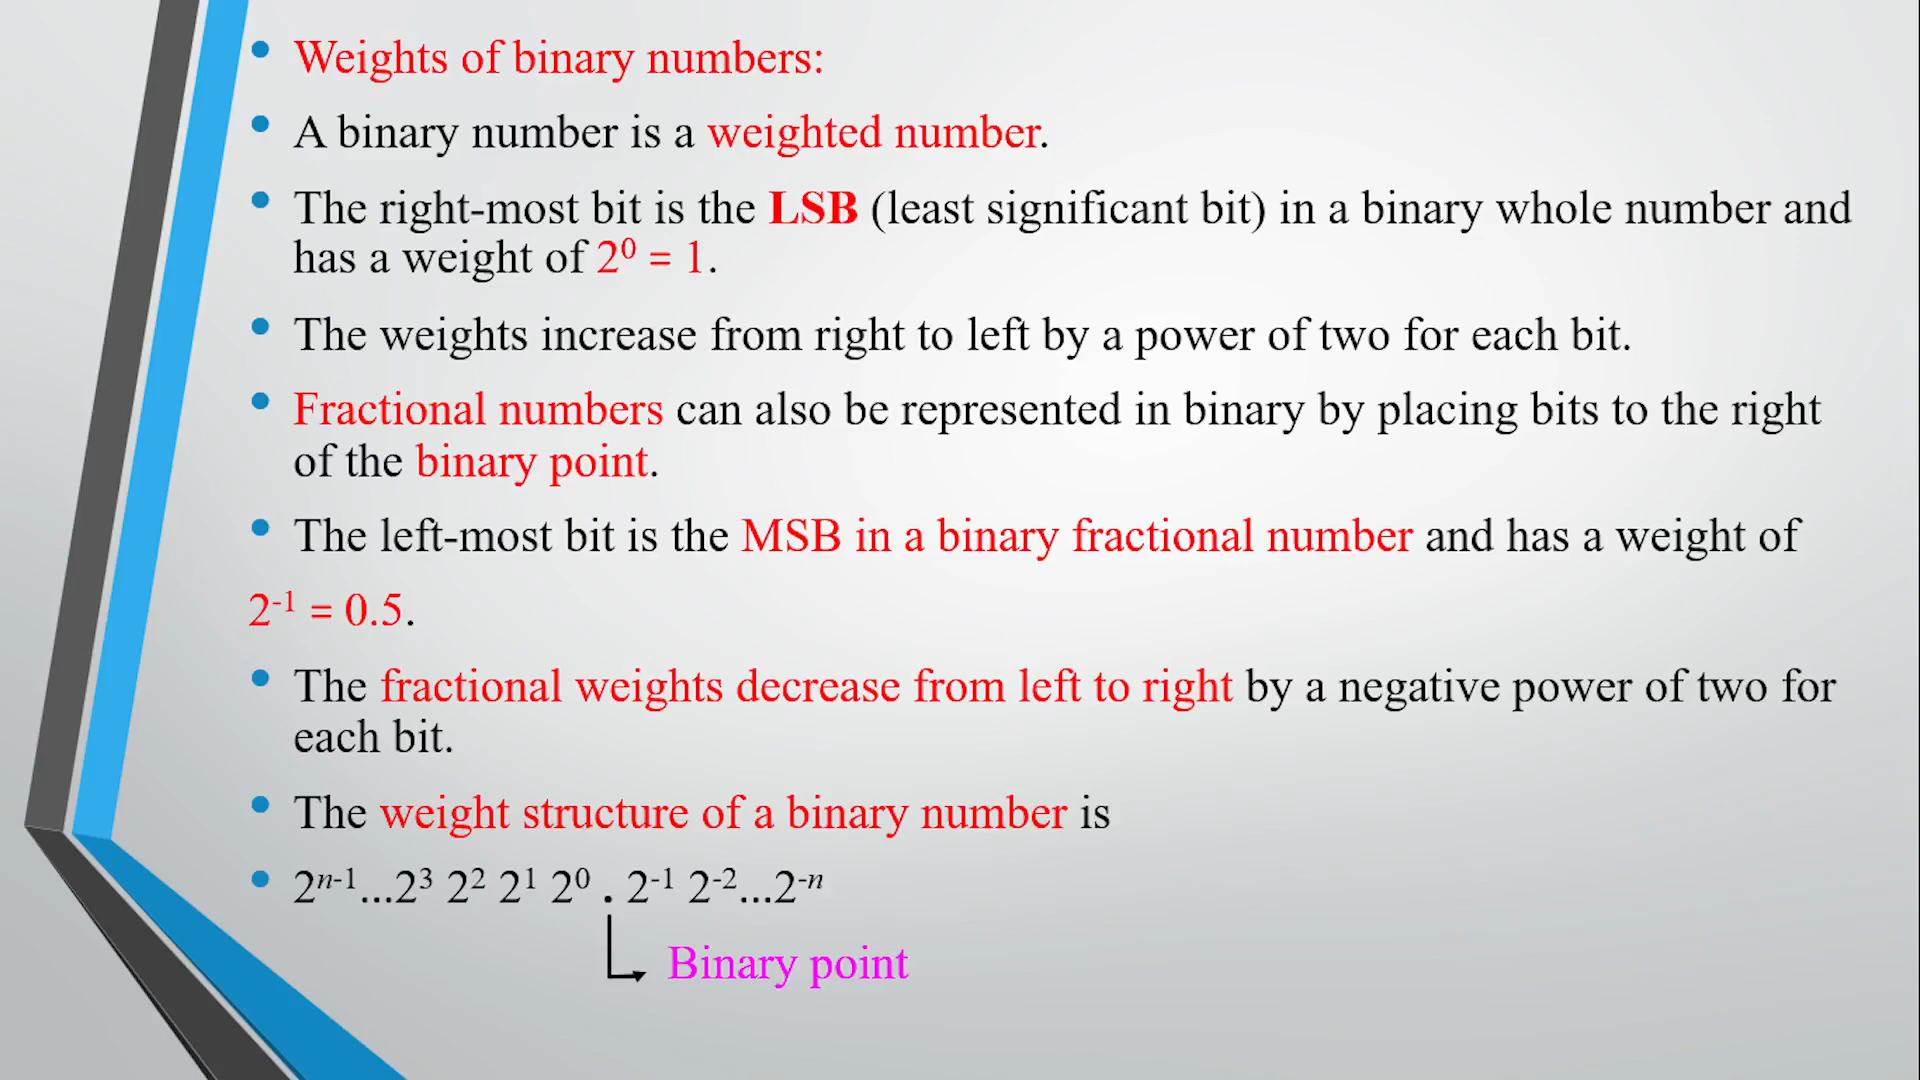 • Weights of binary numbers:
• A binary number is a weighted number.
• The right-most bit is the LSB (least significant bit) in a binary whole number and
has a weight of 2⁰ = 1.
• The weights increase from right to left by a power of two for each bit.
• Fractional numbers can also be represented in binary by placing bits to the right
of the binary point.
• The left-most bit is the MSB in a binary fractional number and has a weight of
2⁻¹ = 0.5.
• The fractional weights decrease from left to right by a negative power of two for
each bit.
• The weight structure of a binary number is
• 2ⁿ⁻¹...2³ 2² 2¹ 2⁰ . 2⁻¹ 2⁻²...2⁻ⁿ
Binary point